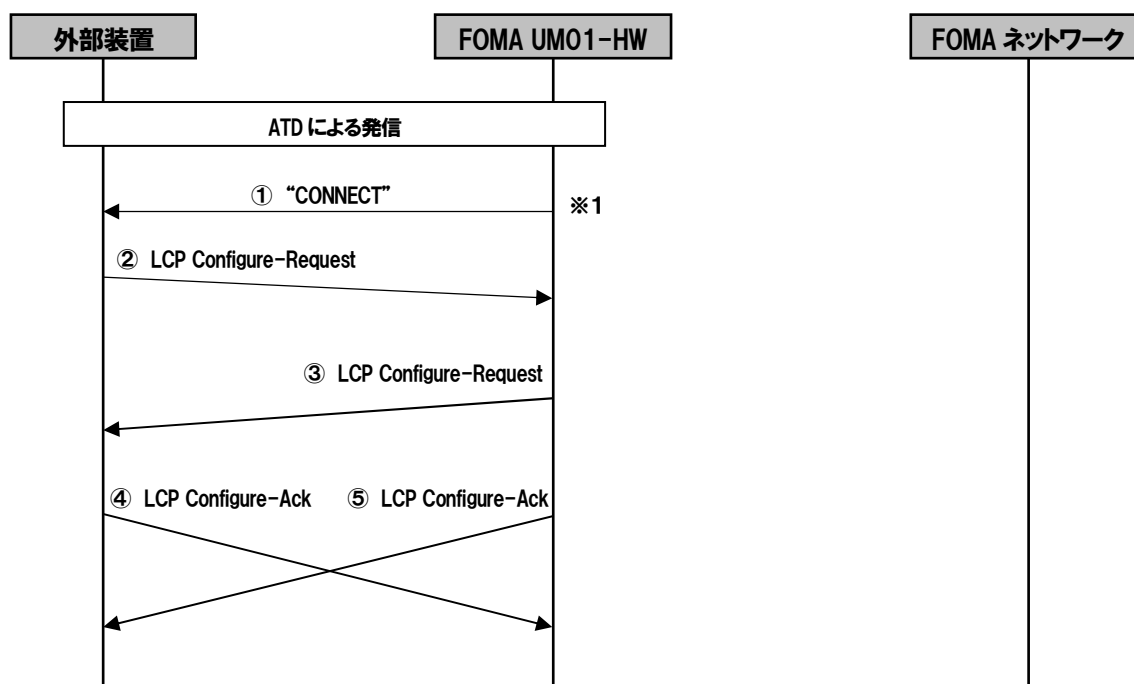 外部装置
FOMA UM01-HW
FOMA ネットワーク
ATD による発信
① “CONNECT”
※1
② LCP Configure-Request
③ LCP Configure-Request
④ LCP Configure-Ack
⑤ LCP Configure-Ack